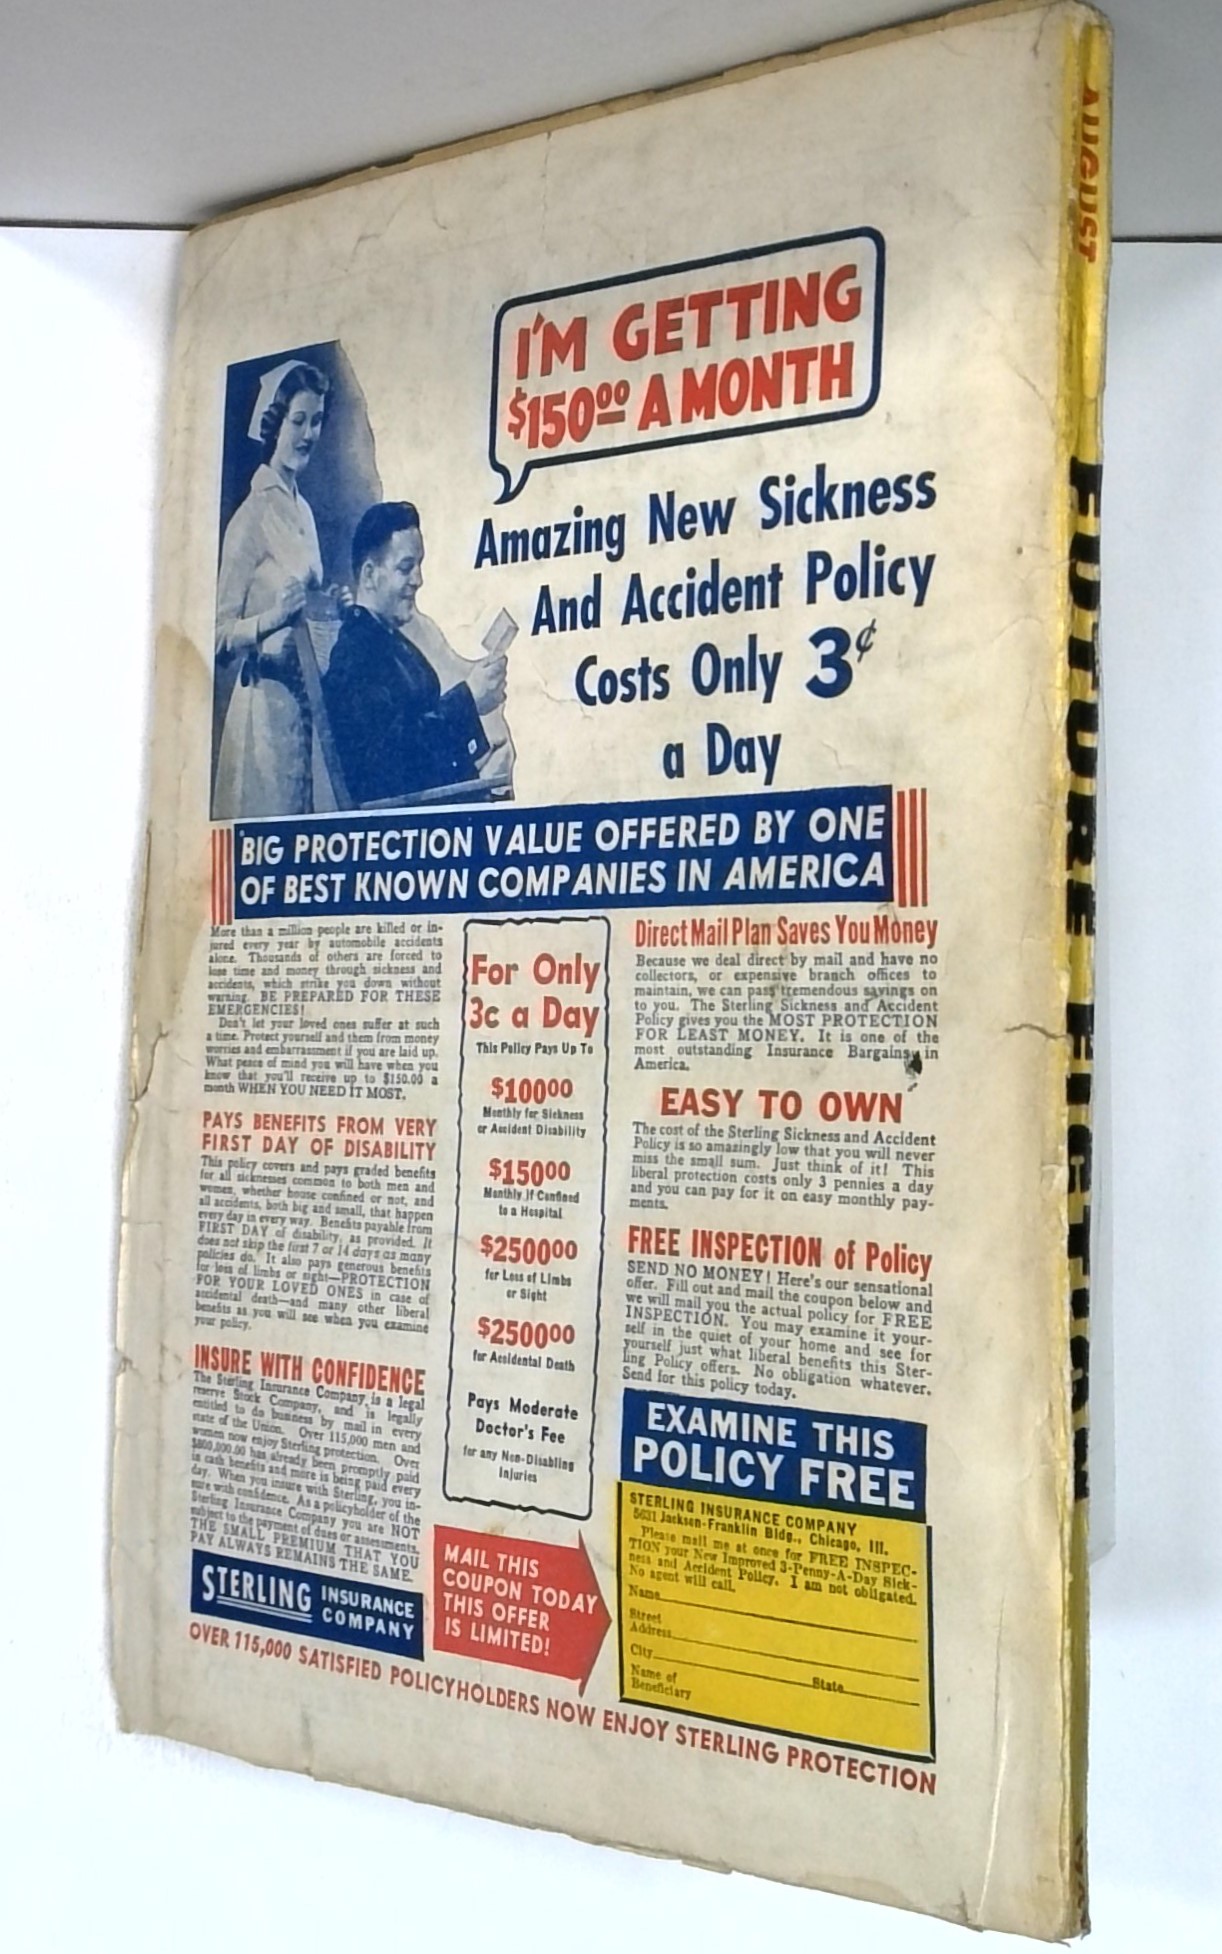 I'M GETTING
$150⁰⁰ A MONTH
Amazing New Sickness
And Accident Policy
Costs Only 3¢
a Day
BIG PROTECTION VALUE OFFERED BY ONE
OF BEST KNOWN COMPANIES IN AMERICA
More than a million people are killed or in-
jured every year by automobile accidents
alone. Thousands of others are forced to
lose time and money through sickness and
accidents, which strike you down without
warning. BE PREPARED FOR THESE
EMERGENCIES!
Don't let your loved ones suffer at such
a time. Protect yourself and them from money
worries and embarrassment if you are laid up.
What peace of mind you will have when you
know that you'll receive up to $150.00 a
month WHEN YOU NEED IT MOST.
PAYS BENEFITS FROM VERY
FIRST DAY OF DISABILITY
This policy covers and pays graded benefits
for all sicknesses common to both men and
women, whether house confined or not, and
all accidents, both big and small, that happen
every day in every way. Benefits payable from
FIRST DAY of disability, as provided. It
does not skip the first 7 or 14 days as many
policies do. It also pays generous benefits
for loss of limbs or sight—PROTECTION
FOR YOUR LOVED ONES in case of
accidental death—and many other liberal
benefits as you will see when you examine
your policy.
INSURE WITH CONFIDENCE
The Sterling Insurance Company is a legal
reserve Stock Company, and is legally
entitled to do business by mail in every
state of the Union. Over 115,000 men and
women now enjoy Sterling protection. Over
$800,000.00 has already been promptly paid
in cash benefits and more is being paid every
day. When you insure with Sterling, you in-
sure with confidence. As a policyholder of the
Sterling Insurance Company you are NOT
subject to the payment of dues or assessments.
THE SMALL PREMIUM THAT YOU
PAY ALWAYS REMAINS THE SAME.
STERLING INSURANCE
COMPANY
For Only
3c a Day
This Policy Pays Up To
$100⁰⁰
Monthly for Sickness
or Accident Disability
$150⁰⁰
Monthly if Confined
to a Hospital
$2500⁰⁰
for Loss of Limbs
or Sight
$2500⁰⁰
for Accidental Death
Pays Moderate
Doctor's Fee
for any Non-Disabling
Injuries
MAIL THIS
COUPON TODAY
THIS OFFER
IS LIMITED!
Direct Mail Plan Saves You Money
Because we deal direct by mail and have no
collectors, or expensive branch offices to
maintain, we can pass tremendous savings on
to you. The Sterling Sickness and Accident
Policy gives you the MOST PROTECTION
FOR LEAST MONEY. It is one of the
most outstanding Insurance Bargains in
America.
EASY TO OWN
The cost of the Sterling Sickness and Accident
Policy is so amazingly low that you will never
miss the small sum. Just think of it! This
liberal protection costs only 3 pennies a day
and you can pay for it on easy monthly pay-
ments.
FREE INSPECTION of Policy
SEND NO MONEY! Here's our sensational
offer. Fill out and mail the coupon below and
we will mail you the actual policy for FREE
INSPECTION. You may examine it your-
self in the quiet of your home and see for
yourself just what liberal benefits this Ster-
ling Policy offers. No obligation whatever.
Send for this policy today.
EXAMINE THIS
POLICY FREE
STERLING INSURANCE COMPANY
5631 Jackson-Franklin Bldg., Chicago, Ill.
Please mail me at once for FREE INSPEC-
TION your New Improved 3-Penny-A-Day Sick-
ness and Accident Policy. I am not obligated.
No agent will call.
Name
Street
Address
City State
Name of
Beneficiary
OVER 115,000 SATISFIED POLICYHOLDERS NOW ENJOY STERLING PROTECTION
AUGUST
FUTURE FICTION